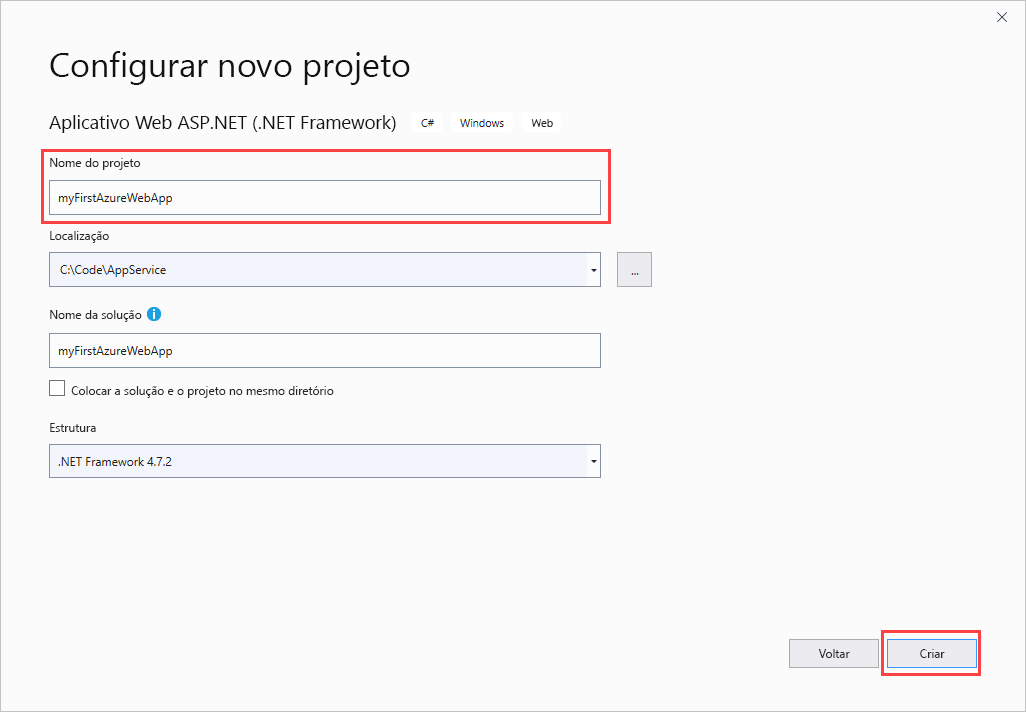 Configurar novo projeto
Aplicativo Web ASP.NET (.NET Framework) C# Windows Web
Nome do projeto
myFirstAzureWebApp
Localização
C:\Code\AppService
...
Nome da solução
myFirstAzureWebApp
Colocar a solução e o projeto no mesmo diretório
Estrutura
.NET Framework 4.7.2
Voltar Criar